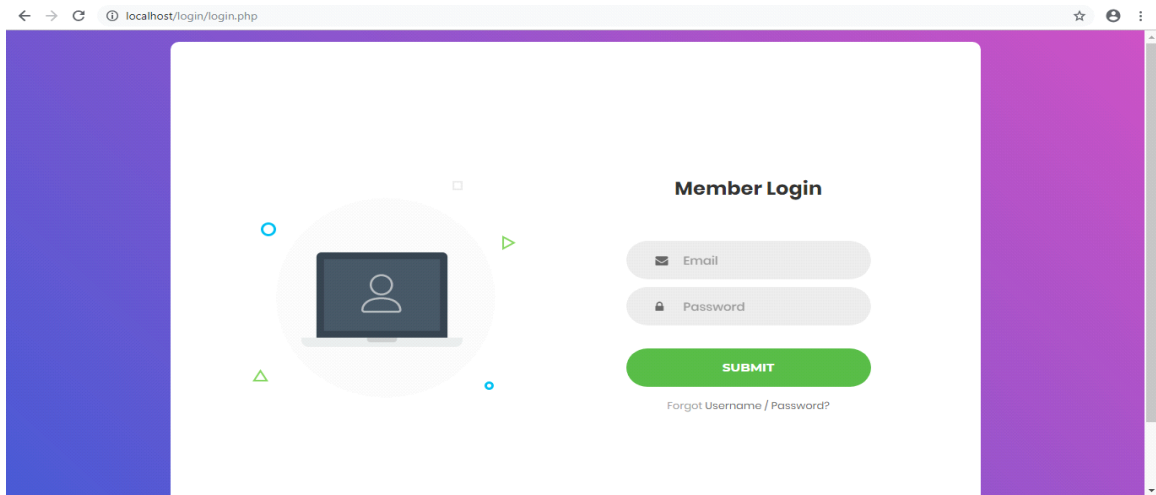 localhost/login/login.php
Member Login
Email
Password
SUBMIT
Forgot Username / Password?